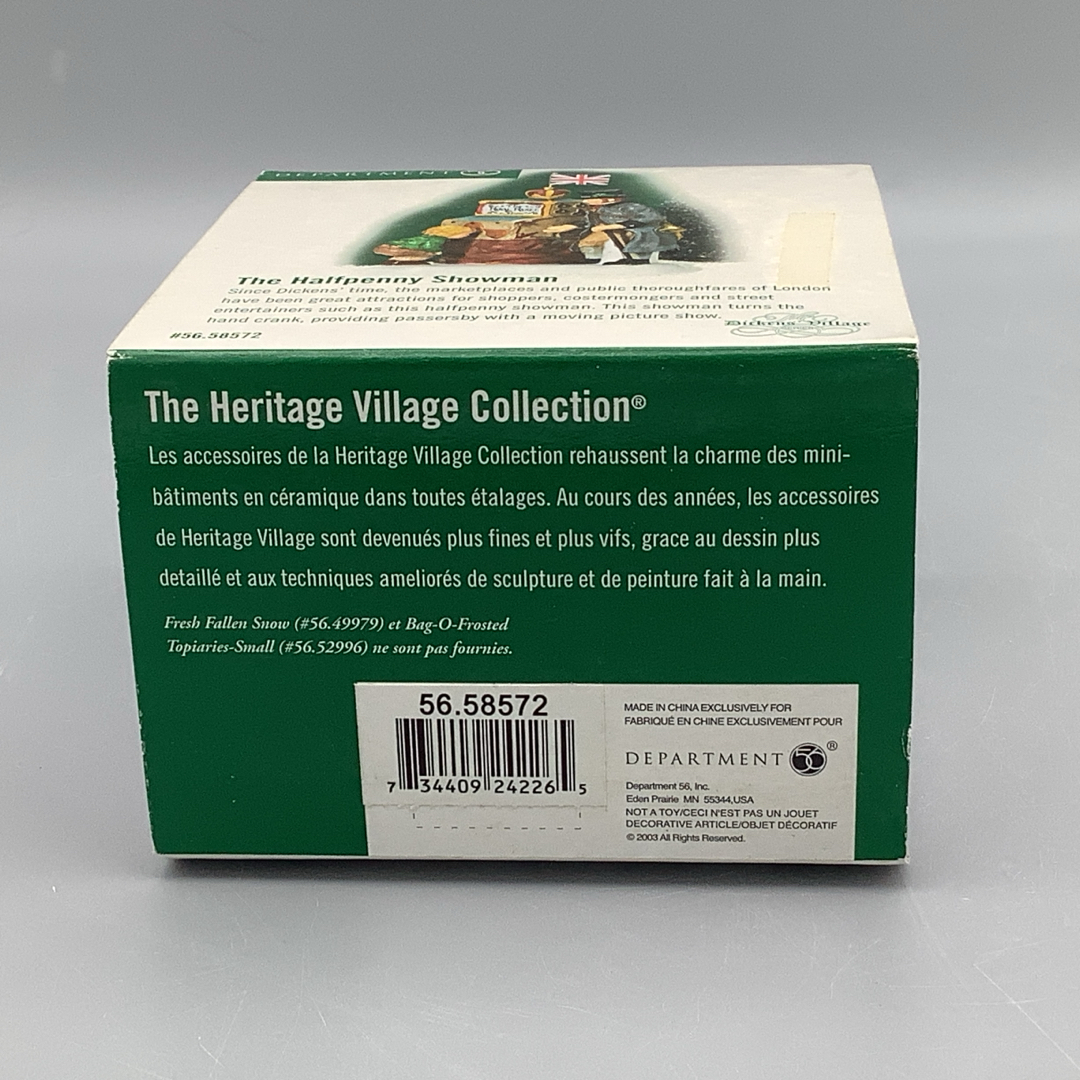 DEPARTMENT 56
The Halfpenny Showman
Since Dickens' time, the marketplaces and public thoroughfares of London
have been great attractions for shoppers, costermongers and street
entertainers such as this halfpenny showman. This showman turns the
hand crank, providing passersby with a moving picture show.
Dickens' Village
#56.58572
The Heritage Village Collection®
Les accessoires de la Heritage Village Collection rehaussent la charme des mini-
bâtiments en céramique dans toutes étalages. Au cours des années, les accessoires
de Heritage Village sont devenués plus fines et plus vifs, grace au dessin plus
detaillé et aux techniques ameliorés de sculpture et de peinture fait à la main.
Fresh Fallen Snow (#56.49979) et Bag-O-Frosted
Topiaries-Small (#56.52996) ne sont pas fournies.
56.58572
7 34409 24226 5
MADE IN CHINA EXCLUSIVELY FOR
FABRIQUÉ EN CHINE EXCLUSIVEMENT POUR
DEPARTMENT 56®
Department 56, Inc.
Eden Prairie MN 55344,USA
NOT A TOY/CECI N'EST PAS UN JOUET
DECORATIVE ARTICLE/OBJET DÉCORATIF
© 2003 All Rights Reserved.